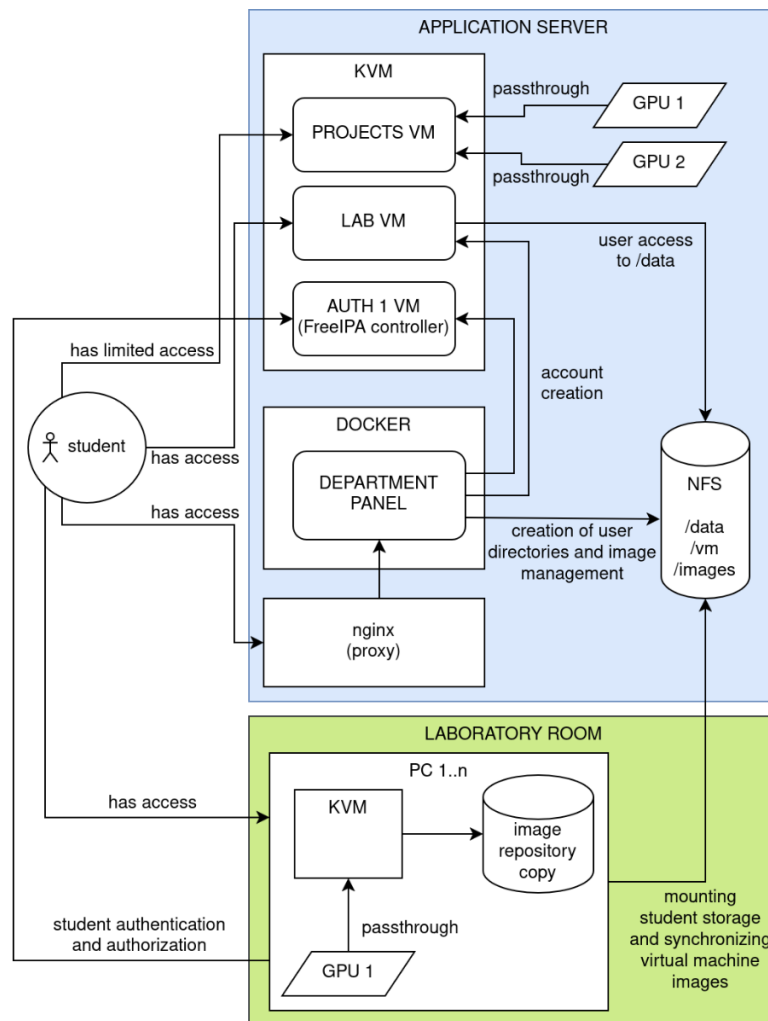 APPLICATION SERVER
KVM
PROJECTS VM
passthrough
GPU 1
GPU 2
passthrough
LAB VM
user access
to /data
AUTH 1 VM
(FreeIPA controller)
has limited access
account
creation
student
has access
has access
DOCKER
DEPARTMENT
PANEL
NFS
/data
/vm
/images
creation of user
directories and image
management
nginx
(proxy)
LABORATORY ROOM
PC 1..n
has access
KVM
image
repository
copy
passthrough
GPU 1
student authentication
and authorization
mounting
student storage
and synchronizing
virtual machine
images